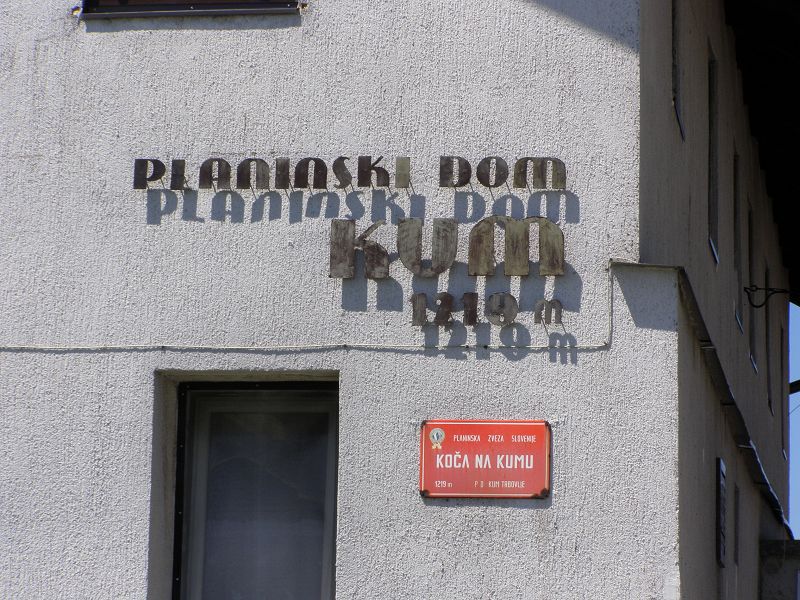 PLANINSKI DOM
KUM
1219 m
PLANINSKA ZVEZA SLOVENIJE
KOČA NA KUMU
1219 m P D KUM TRBOVLJE